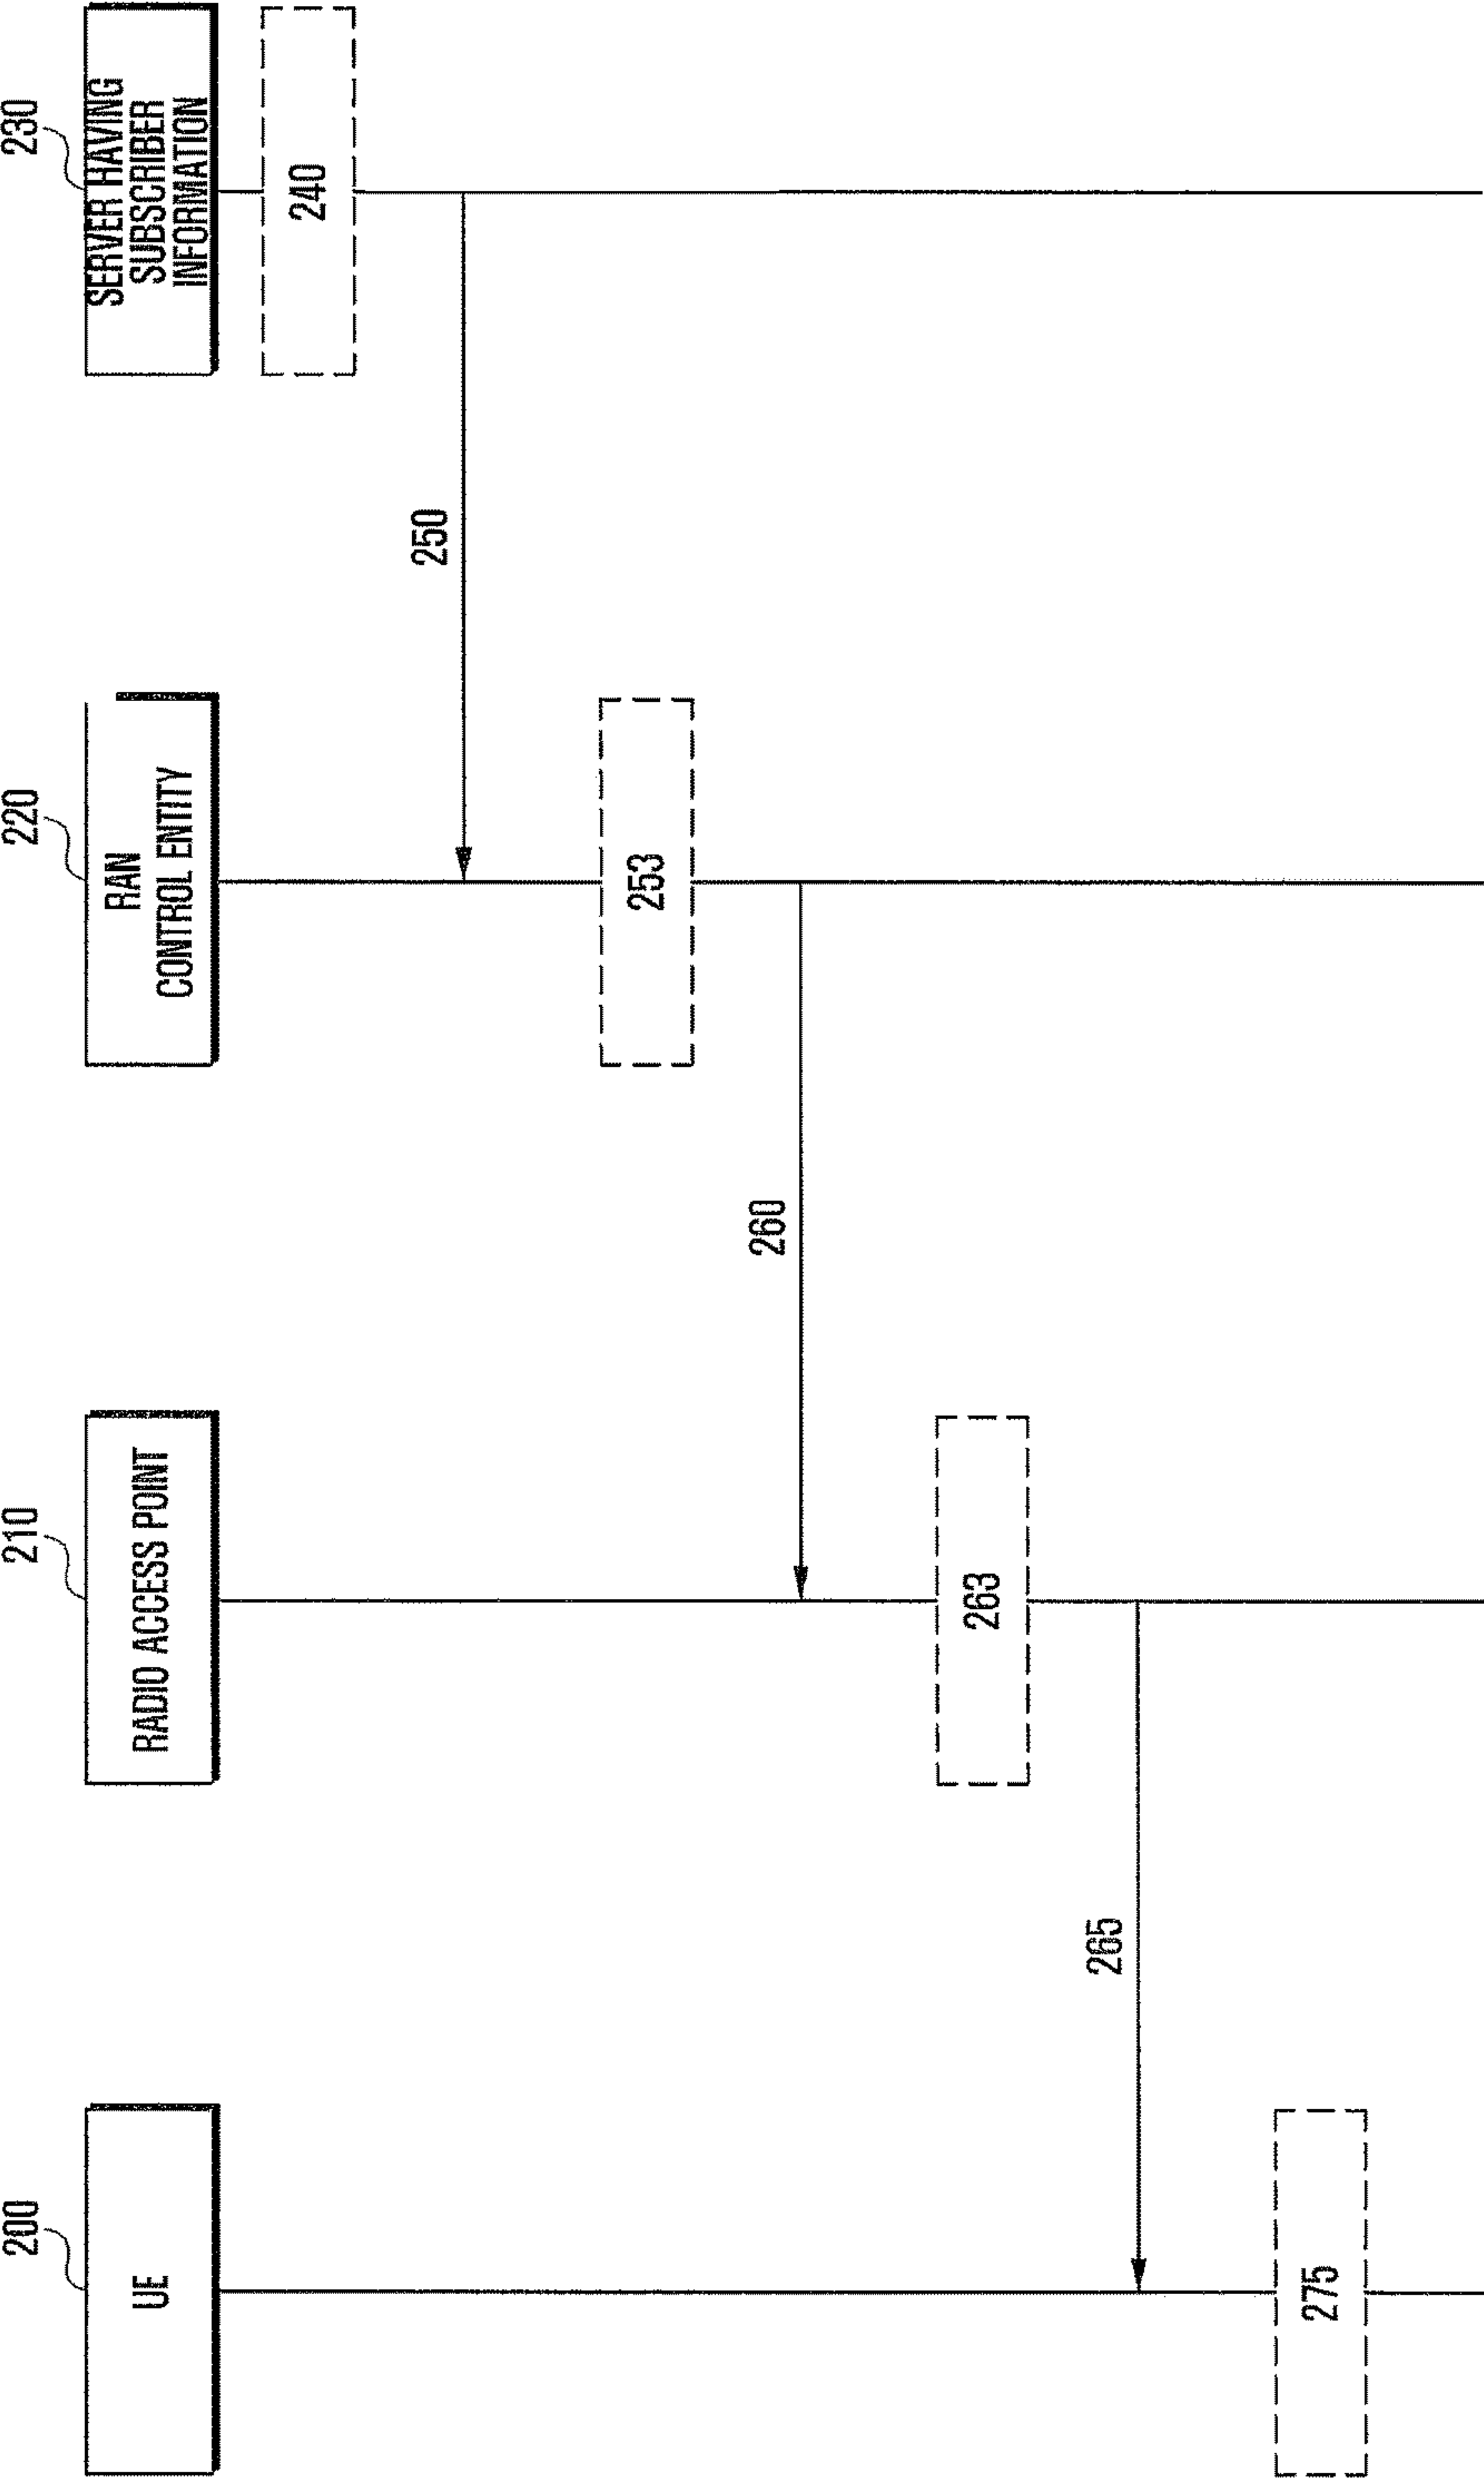 200
210
220
230
UE
RADIO ACCESS POINT
RAN
CONTROL ENTITY
SERVER HAVING
SUBSCRIBER
INFORMATION
240
250
253
260
263
265
275